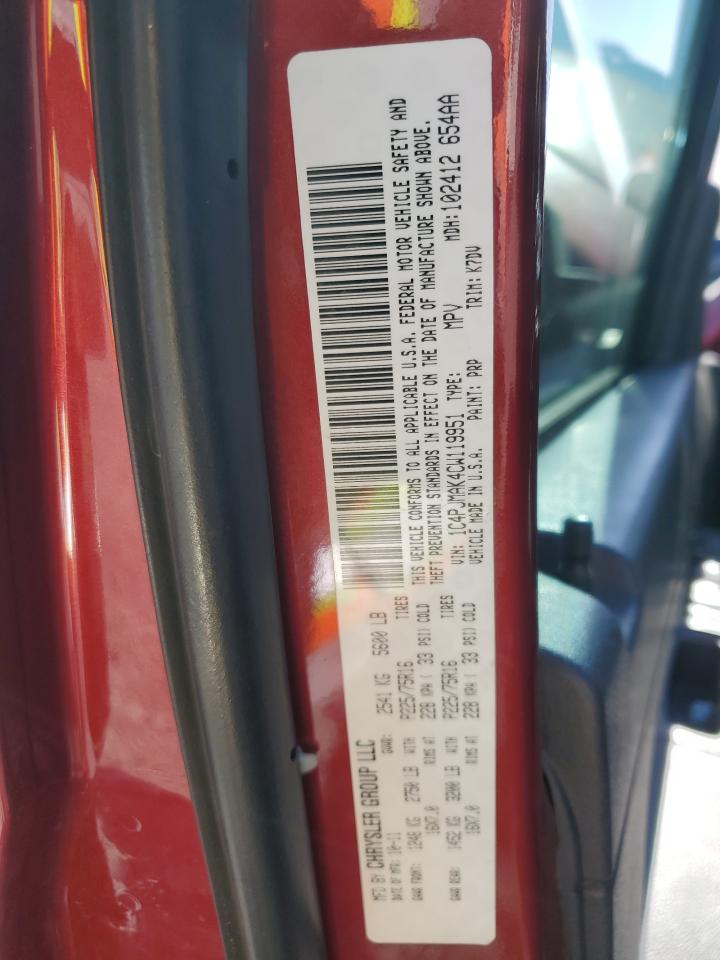 MFD BY CHRYSLER GROUP LLC
DATE OF MFR: 10-11 GVWR: 2541 KG 5600 LB
GAWR FRONT: 1248 KG 2750 LB WITH P225/75R16 TIRES
16X7.0 RIMS AT 228 KPA ( 33 PSI) COLD
GAWR REAR: 1452 KG 3200 LB WITH P225/75R16 TIRES
16X7.0 RIMS AT 228 KPA ( 33 PSI) COLD
THIS VEHICLE CONFORMS TO ALL APPLICABLE U.S.A. FEDERAL MOTOR VEHICLE SAFETY AND
THEFT PREVENTION STANDARDS IN EFFECT ON THE DATE OF MANUFACTURE SHOWN ABOVE.
VIN: 1C4PJMAK4CW119951 TYPE: MPV MDH:102412 654AA
VEHICLE MADE IN U.S.A. PAINT: PRP TRIM: K7DV